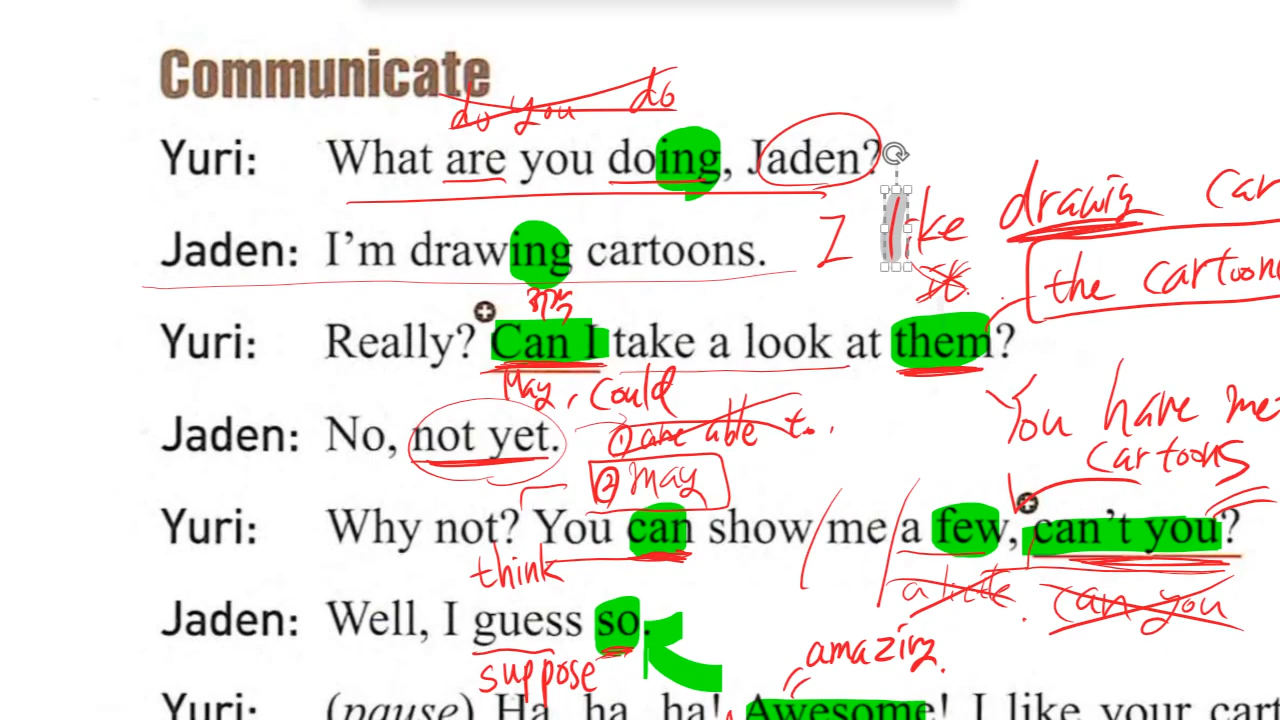 Communicate
do you do
Yuri: What are you doing, Jaden?
I like drawing car
Jaden: I'm drawing cartoons.
it.
the cartoon
Yuri: Really? Can I take a look at them?
May, could
You have me
Jaden: No, not yet.
① are able to.
cartoons
② may
Yuri: Why not? You can show me a few, can't you?
think
a little
can you
Jaden: Well, I guess so.
suppose
amazing.
Yuri: (pause) Ha, ha, ha! Awesome! I like your cart